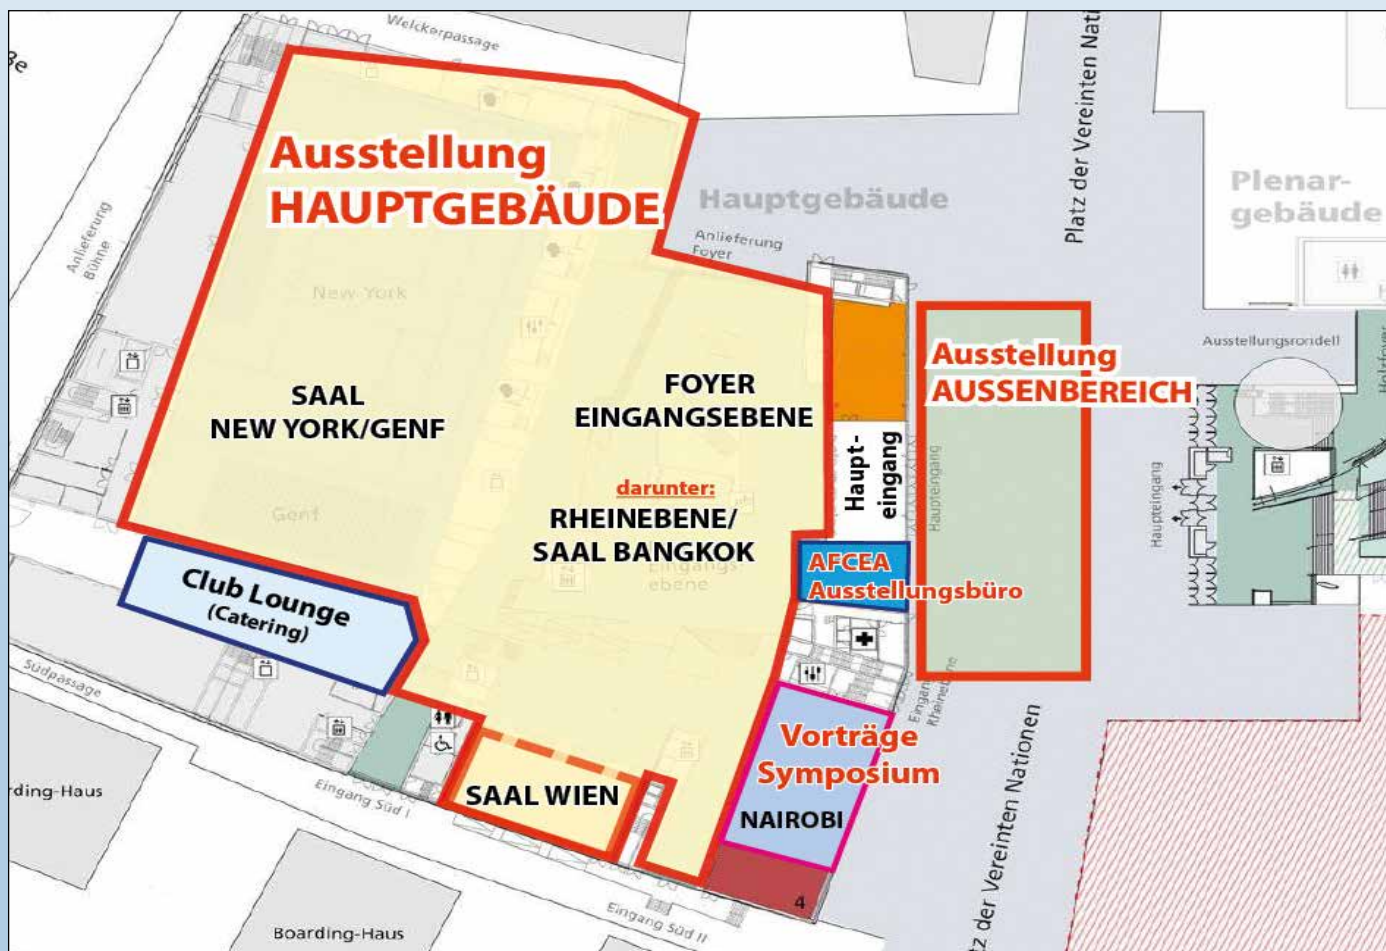 Welckerpassage
ße
Ausstellung
HAUPTGEBÄUDE
Hauptgebäude
Anlieferung
Foyer
Platz der Vereinten Nati
Plenar-
gebäude
Anlieferung
Bühne
New York
Ausstellungsrondell
Holzfoyer
Ausstellung
AUSSENBEREICH
SAAL
NEW YORK/GENF
FOYER
EINGANGSEBENE
Haupt-
eingang
Haupteingang
Haupteingang
darunter:
RHEINEBENE/
SAAL BANGKOK
Genf
Eingangs
ebene
AFCEA
Ausstellungsbüro
Club Lounge
(Catering)
Südpassage
Eingang
Rheinebene
Vorträge
Symposium
NAIROBI
SAAL WIEN
Eingang Süd I
rding-Haus
Boarding-Haus
Eingang Süd II
4
tz der Vereinten Nationen